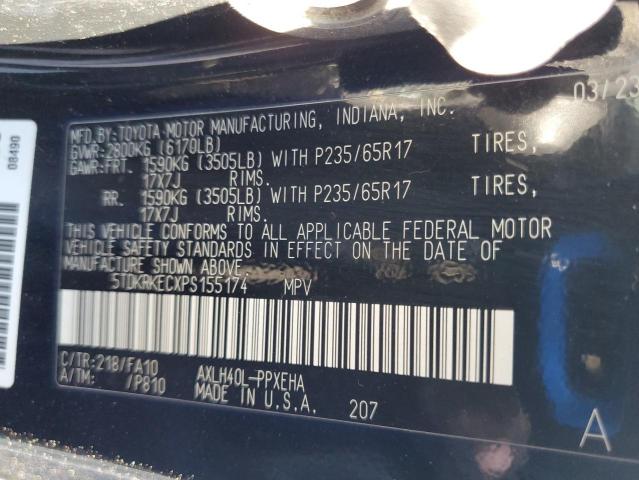 03/23
MFD. BY: TOYOTA MOTOR MANUFACTURING, INDIANA, INC.
GVWR: 2800KG (6170LB)
GAWR: FRT. 1590KG (3505LB) WITH P235/65R17 TIRES,
17X7J RIMS.
RR. 1590KG (3505LB) WITH P235/65R17 TIRES,
17X7J RIMS.
THIS VEHICLE CONFORMS TO ALL APPLICABLE FEDERAL MOTOR
VEHICLE SAFETY STANDARDS IN EFFECT ON THE DATE OF
MANUFACTURE SHOWN ABOVE.
5TDKRKECXPS155174 MPV
C/TR: 218/FA10 AXLH40L-PPXEHA
A/TM: /P810 MADE IN U.S.A. 207
A
08490